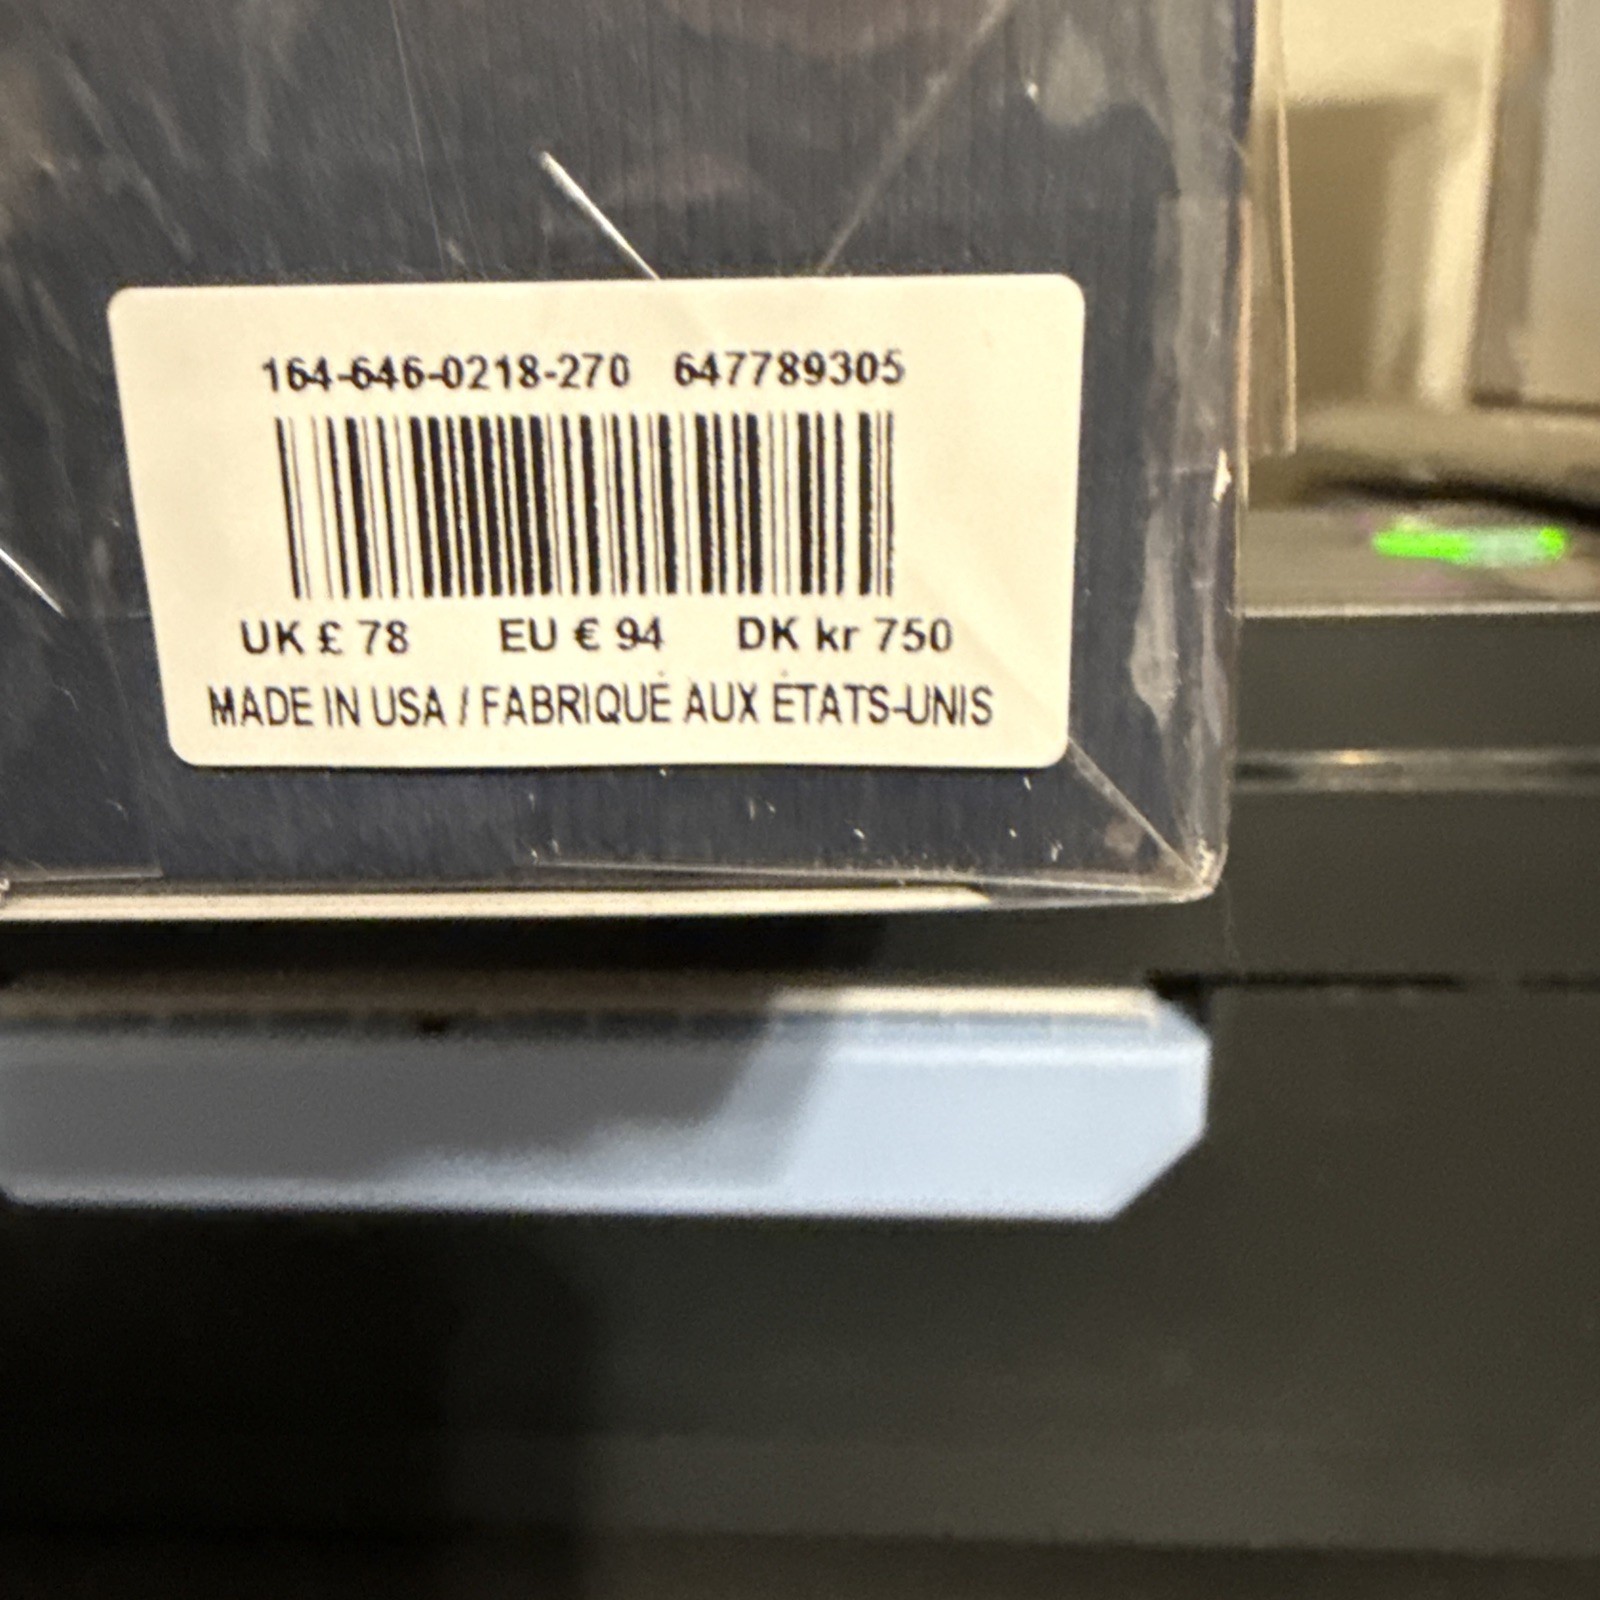 164-646-0218-270 647789305
UK £ 78 EU € 94 DK kr 750
MADE IN USA / FABRIQUÉ AUX ÉTATS-UNIS